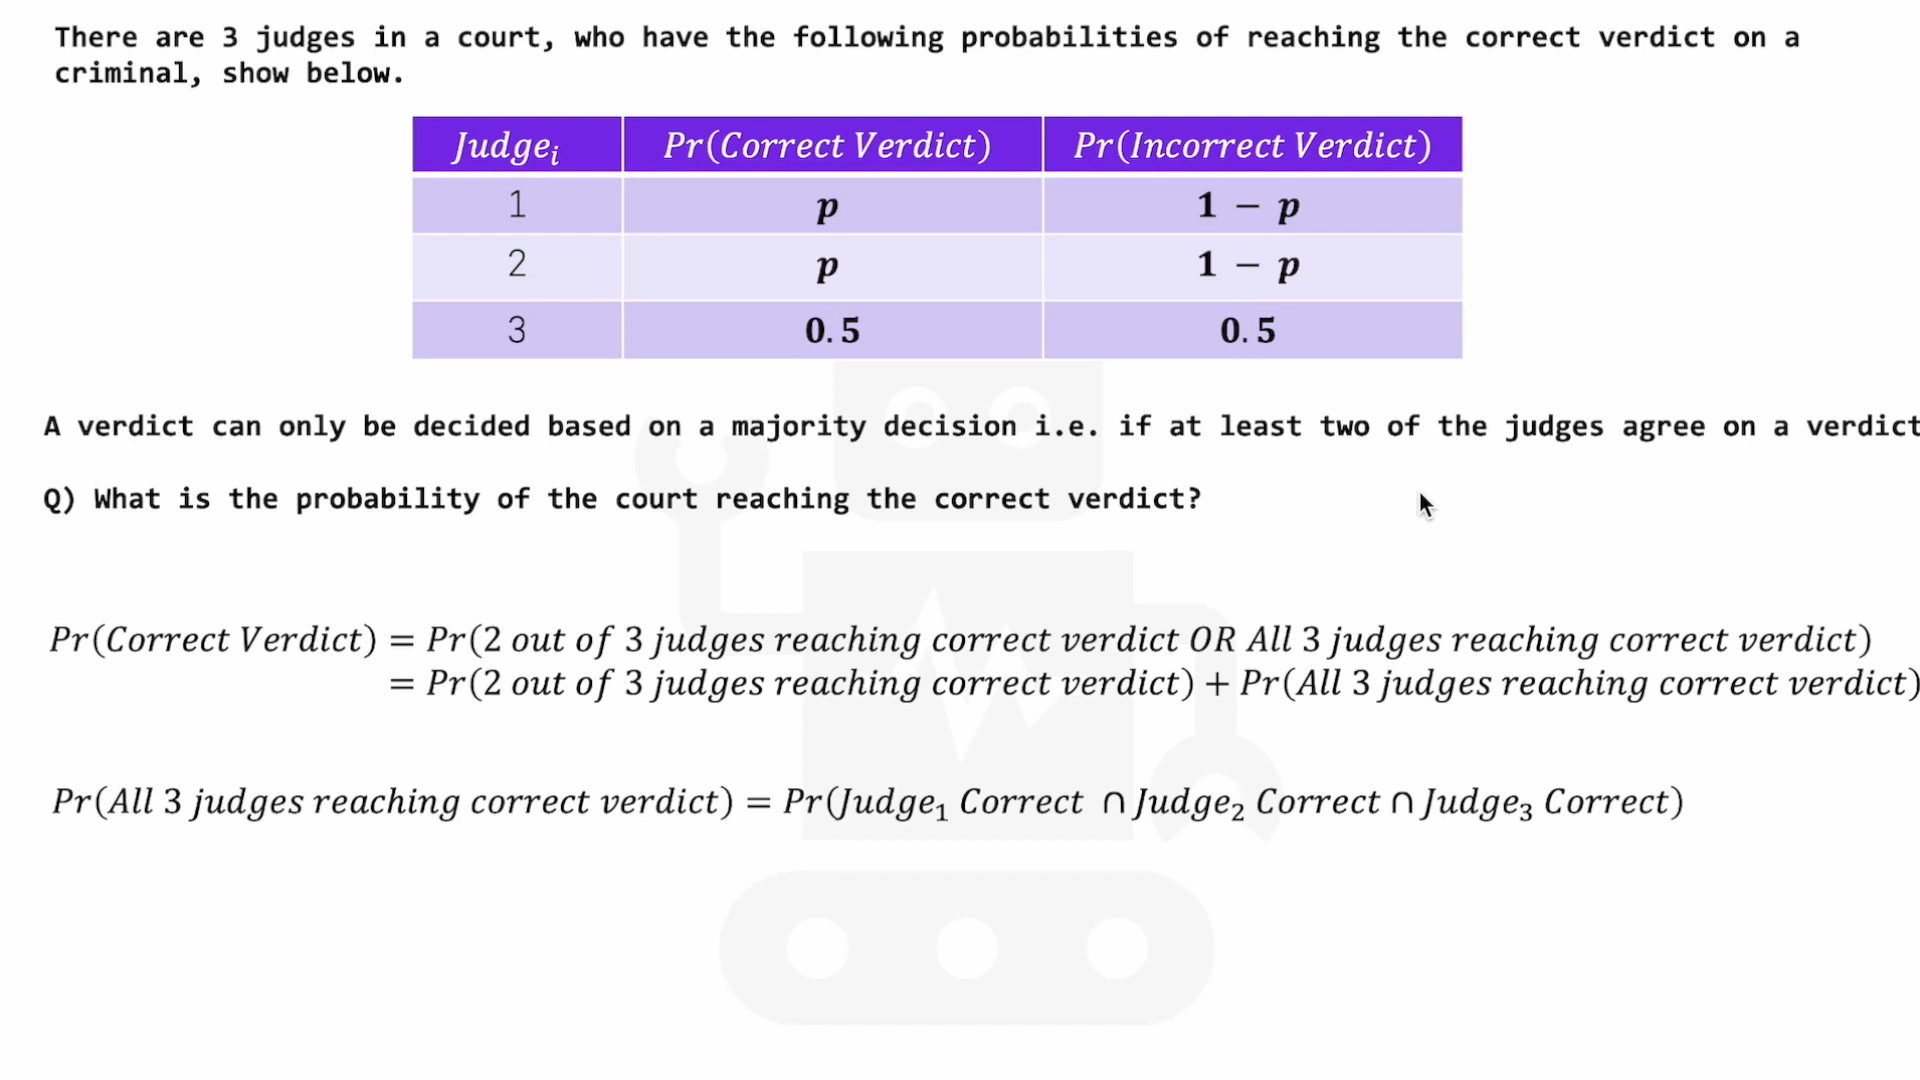 There are 3 judges in a court, who have the following probabilities of reaching the correct verdict on a
criminal, show below.
Judgeᵢ Pr(Correct Verdict) Pr(Incorrect Verdict)
1 p 1 − p
2 p 1 − p
3 0.5 0.5
A verdict can only be decided based on a majority decision i.e. if at least two of the judges agree on a verdict
Q) What is the probability of the court reaching the correct verdict?
Pr(Correct Verdict) = Pr(2 out of 3 judges reaching correct verdict OR All 3 judges reaching correct verdict)
= Pr(2 out of 3 judges reaching correct verdict) + Pr(All 3 judges reaching correct verdict)
Pr(All 3 judges reaching correct verdict) = Pr(Judge₁ Correct ∩ Judge₂ Correct ∩ Judge₃ Correct)